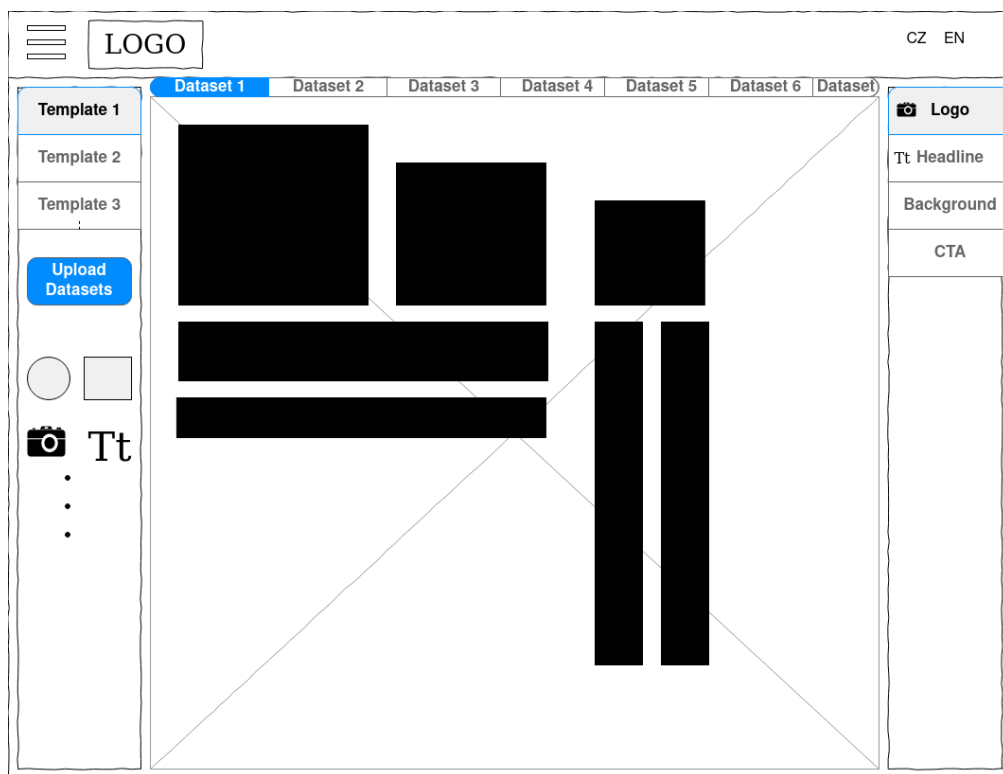 LOGO
CZ EN
Dataset 1 Dataset 2 Dataset 3 Dataset 4 Dataset 5 Dataset 6 Dataset
Template 1
Template 2
Template 3
Upload
Datasets
Tt
Logo
Tt Headline
Background
CTA